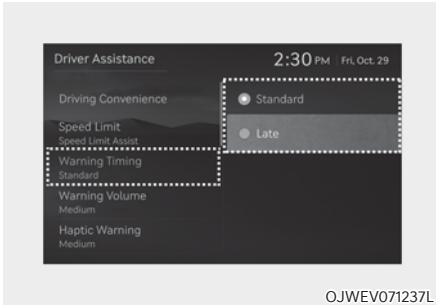 Driver Assistance
2:30 PM Fri, Oct. 29
Driving Convenience
Speed Limit
Speed Limit Assist
Warning Timing
Standard
Warning Volume
Medium
Haptic Warning
Medium
Standard
Late
OJWEV071237L